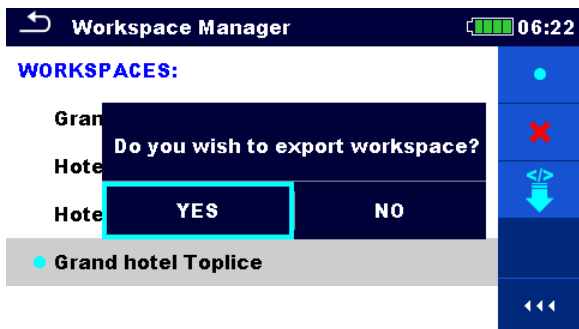 Workspace Manager 06:22
WORKSPACES:
Gran
Do you wish to export workspace?
Hote
Hote
YES NO
Grand hotel Toplice